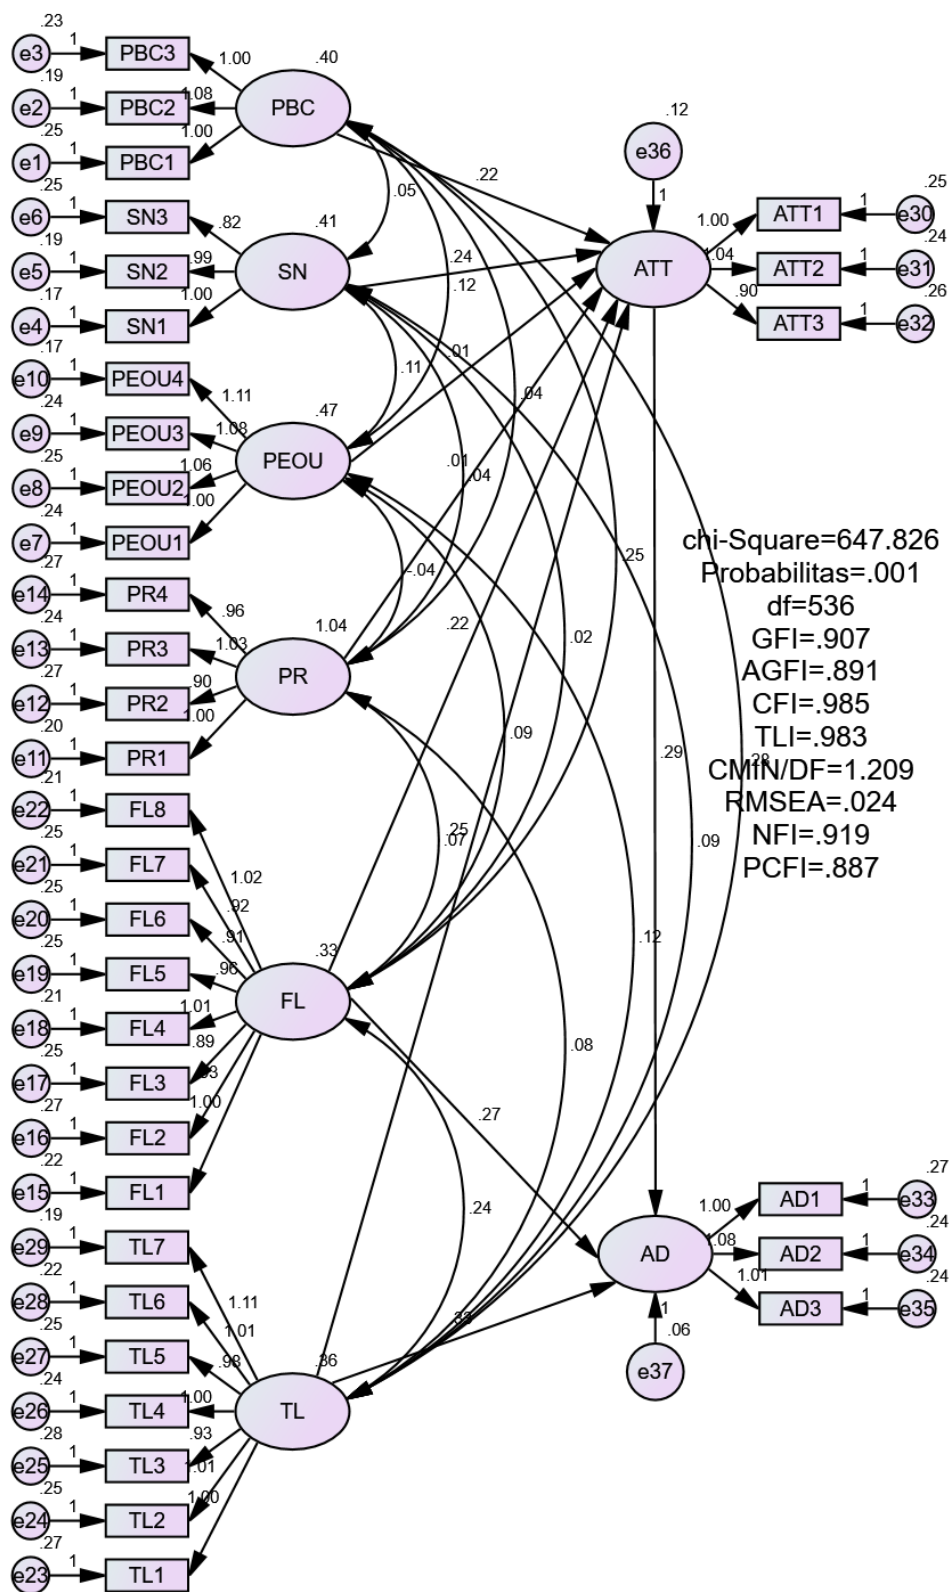 .23
e3 1 PBC3 1.00
.19
e2 1 PBC2 1.08
.25
e1 1 PBC1 1.00
PBC .40
.25
e6 1 SN3 .82
.19
e5 1 SN2 .99
.17
e4 1 SN1 1.00
SN .41
.17
e10 1 PEOU4 1.11
.24
e9 1 PEOU3 1.08
.25
e8 1 PEOU2 1.06
.24
e7 1 PEOU1 1.00
PEOU .47
.27
e14 1 PR4 .96
.24
e13 1 PR3 1.03
.27
e12 1 PR2 .90
.20
e11 1 PR1 1.00
PR 1.04
.21
e22 1 FL8 1.02
.25
e21 1 FL7 .92
.25
e20 1 FL6 .91
.25
e19 1 FL5 .96
.21
e18 1 FL4 1.01
.25
e17 1 FL3 .89
.27
e16 1 FL2
.22
e15 1 FL1 1.00
FL .33
.19
e29 1 TL7 1.11
.22
e28 1 TL6 1.01
.25
e27 1 TL5 .98
.24
e26 1 TL4 1.00
.28
e25 1 TL3 .93
.25
e24 1 TL2 1.01
.27
e23 1 TL1 1.00
TL .36
.12
e36
1
ATT
1.00 ATT1 1 e30 .25
1.04 ATT2 1 e31 .24
.90 ATT3 1 e32 .26
.22
.05
.24
.12
.01
.11
.04
.01
.04
-.04
.25
.22
.02
.09
.29
.28
.25
.07
.09
.12
.08
.27
.24
.33
chi-Square=647.826
Probabilitas=.001
df=536
GFI=.907
AGFI=.891
CFI=.985
TLI=.983
CMIN/DF=1.209
RMSEA=.024
NFI=.919
PCFI=.887
AD
1.00 AD1 1 e33 .27
1.08 AD2 1 e34 .24
1.01 AD3 1 e35 .24
1
.06
e37